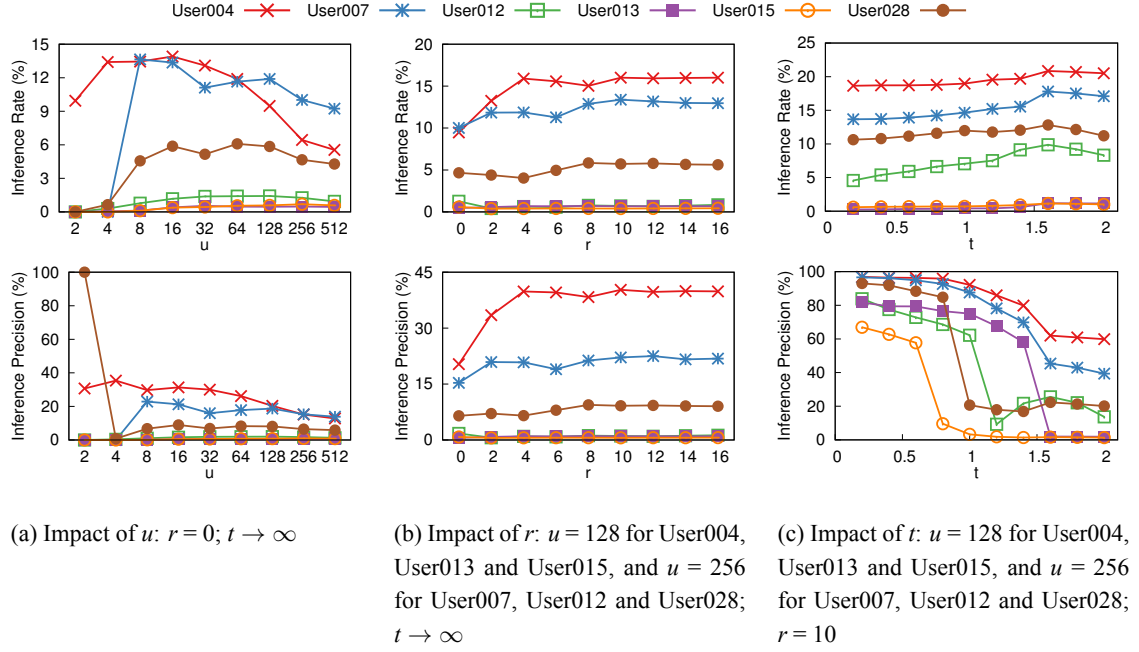 User004 User007 User012 User013 User015 User028
15
12
9
6
3
0
Inference Rate (%)
2 4 8 16 32 64 128 256 512
u
20
15
10
5
0
Inference Rate (%)
0 2 4 6 8 10 12 14 16
r
25
20
15
10
5
0
Inference Rate (%)
0 0.5 1 1.5 2
t
100
80
60
40
20
0
Inference Precision (%)
2 4 8 16 32 64 128 256 512
u
45
30
15
0
Inference Precision (%)
0 2 4 6 8 10 12 14 16
r
100
80
60
40
20
0
Inference Precision (%)
0 0.5 1 1.5 2
t
(a) Impact of u: r = 0; t → ∞
(b) Impact of r: u = 128 for User004,
User013 and User015, and u = 256
for User007, User012 and User028;
t → ∞
(c) Impact of t: u = 128 for User004,
User013 and User015, and u = 256
for User007, User012 and User028;
r = 10